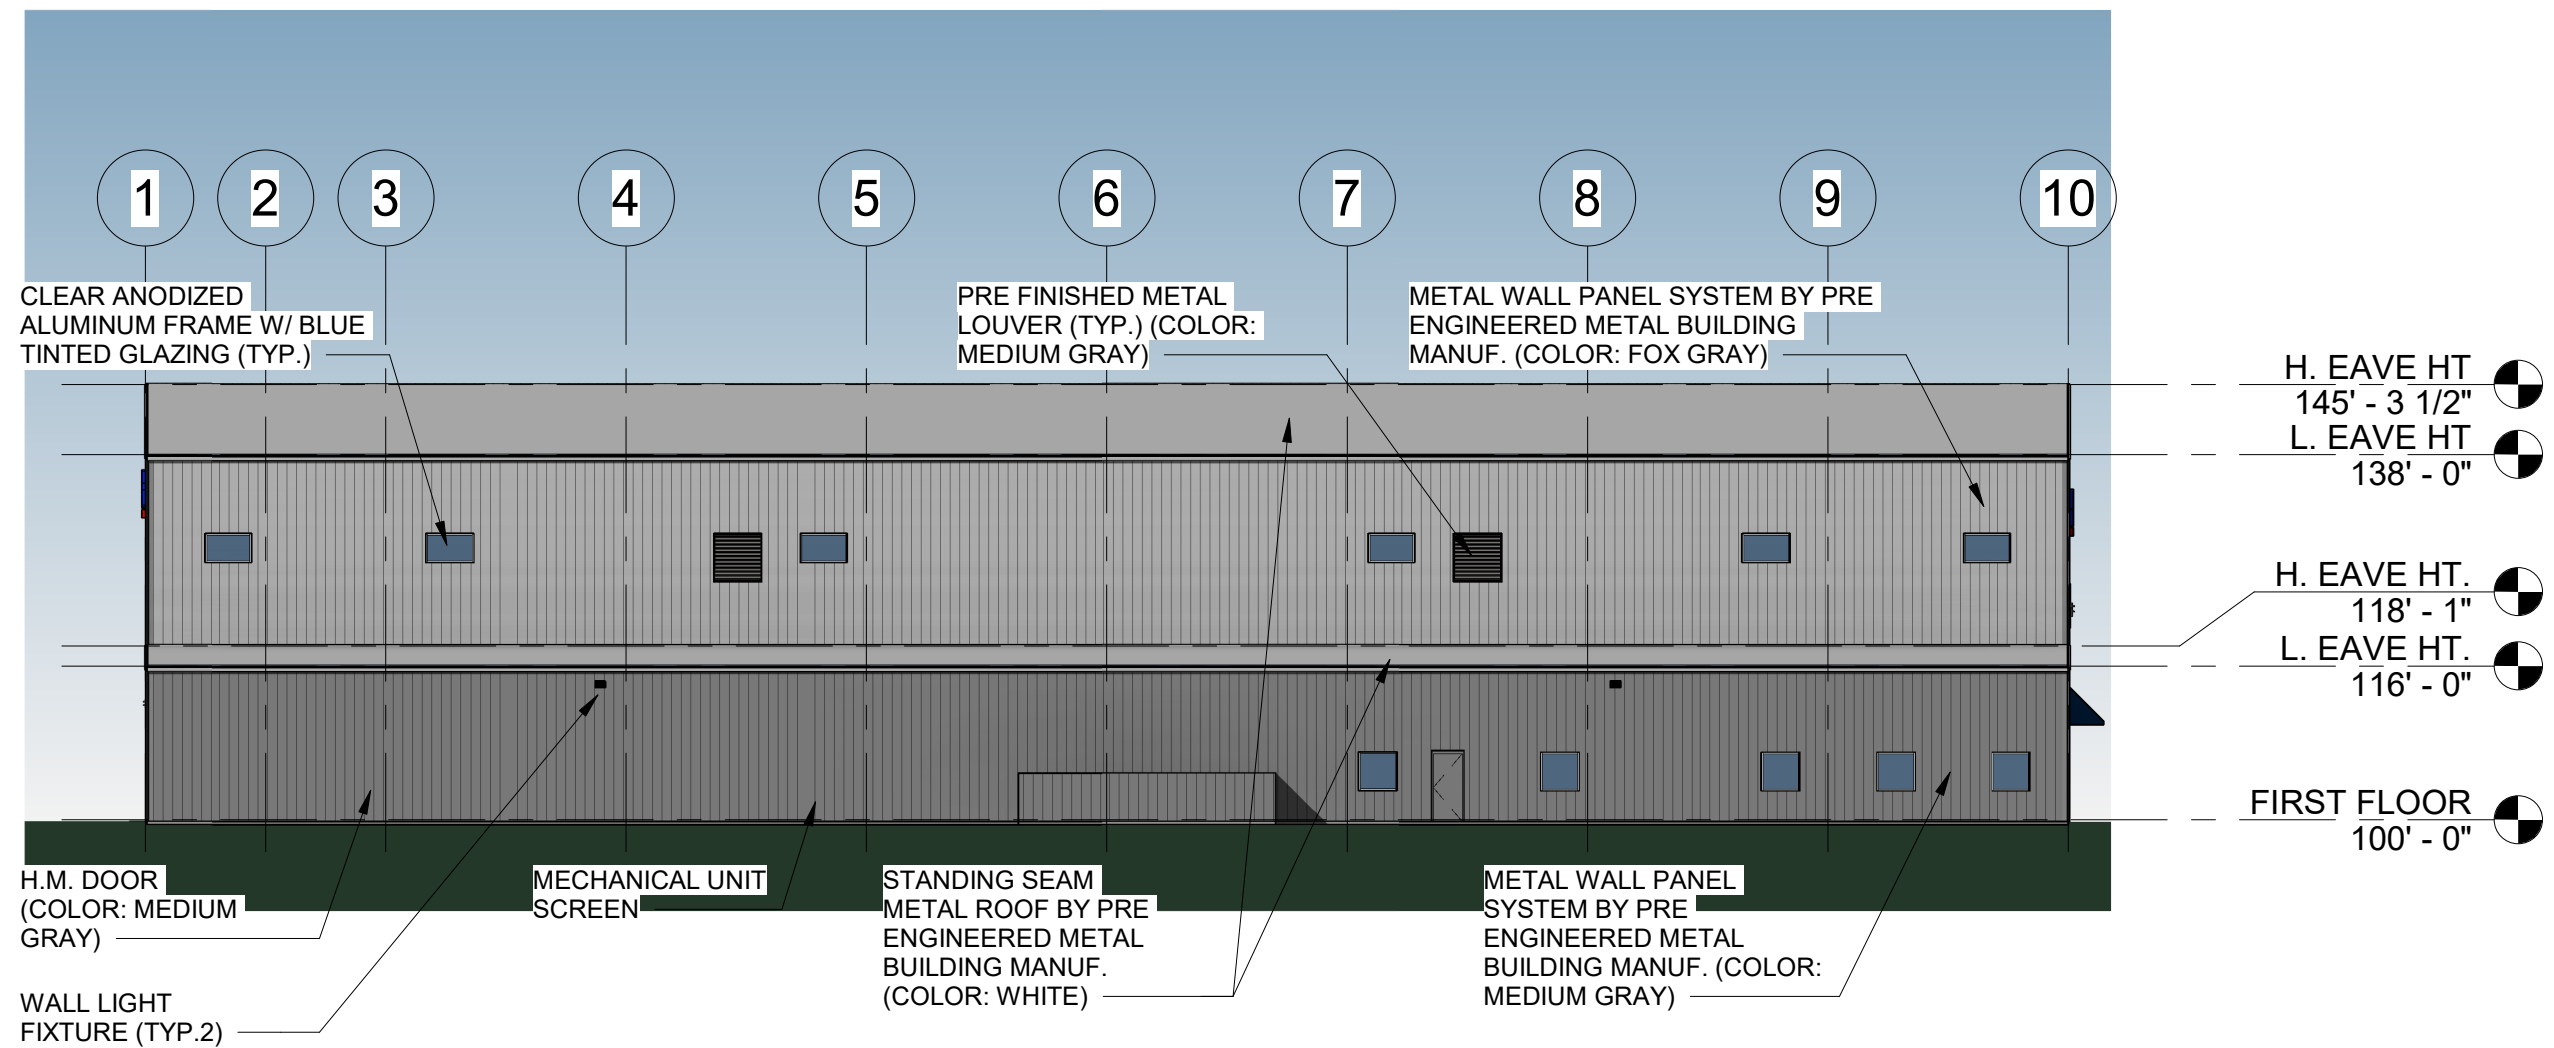 1 2 3 4 5 6 7 8 9 10
CLEAR ANODIZED
ALUMINUM FRAME W/ BLUE
TINTED GLAZING (TYP.)
PRE FINISHED METAL
LOUVER (TYP.) (COLOR:
MEDIUM GRAY)
METAL WALL PANEL SYSTEM BY PRE
ENGINEERED METAL BUILDING
MANUF. (COLOR: FOX GRAY)
H. EAVE HT
145' - 3 1/2"
L. EAVE HT
138' - 0"
H. EAVE HT.
118' - 1"
L. EAVE HT.
116' - 0"
FIRST FLOOR
100' - 0"
H.M. DOOR
(COLOR: MEDIUM
GRAY)
WALL LIGHT
FIXTURE (TYP.2)
MECHANICAL UNIT
SCREEN
STANDING SEAM
METAL ROOF BY PRE
ENGINEERED METAL
BUILDING MANUF.
(COLOR: WHITE)
METAL WALL PANEL
SYSTEM BY PRE
ENGINEERED METAL
BUILDING MANUF. (COLOR:
MEDIUM GRAY)